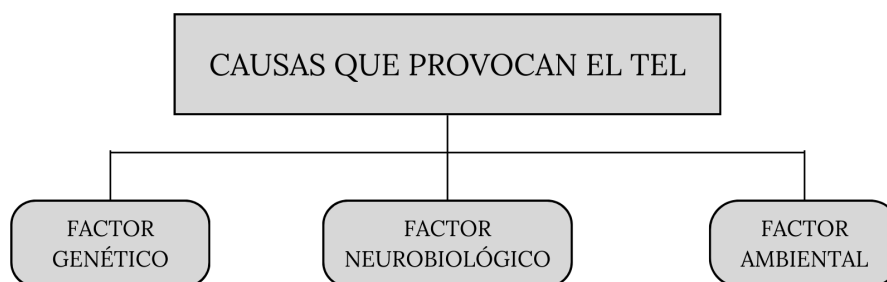 CAUSAS QUE PROVOCAN EL TEL
FACTOR
GENÉTICO
FACTOR
NEUROBIOLÓGICO
FACTOR
AMBIENTAL